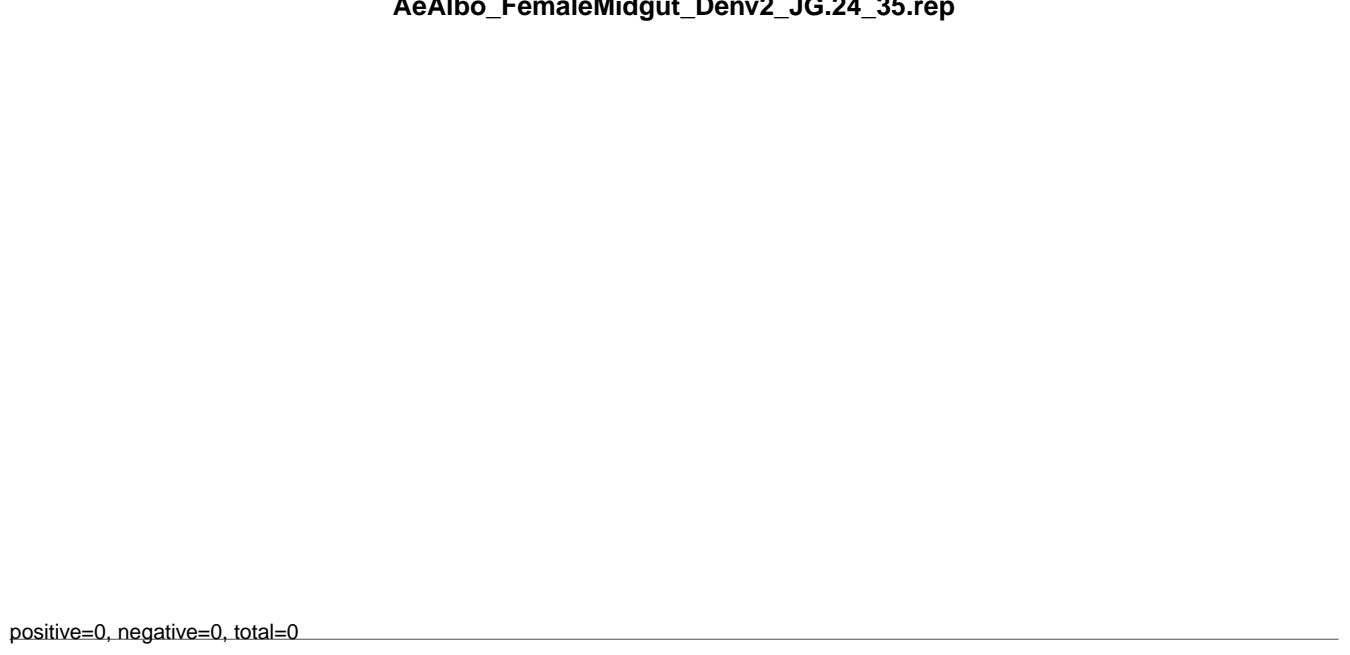 AeAlbo_FemaleMidgut_Denv2_JG.24_35.rep
positive=0, negative=0, total=0